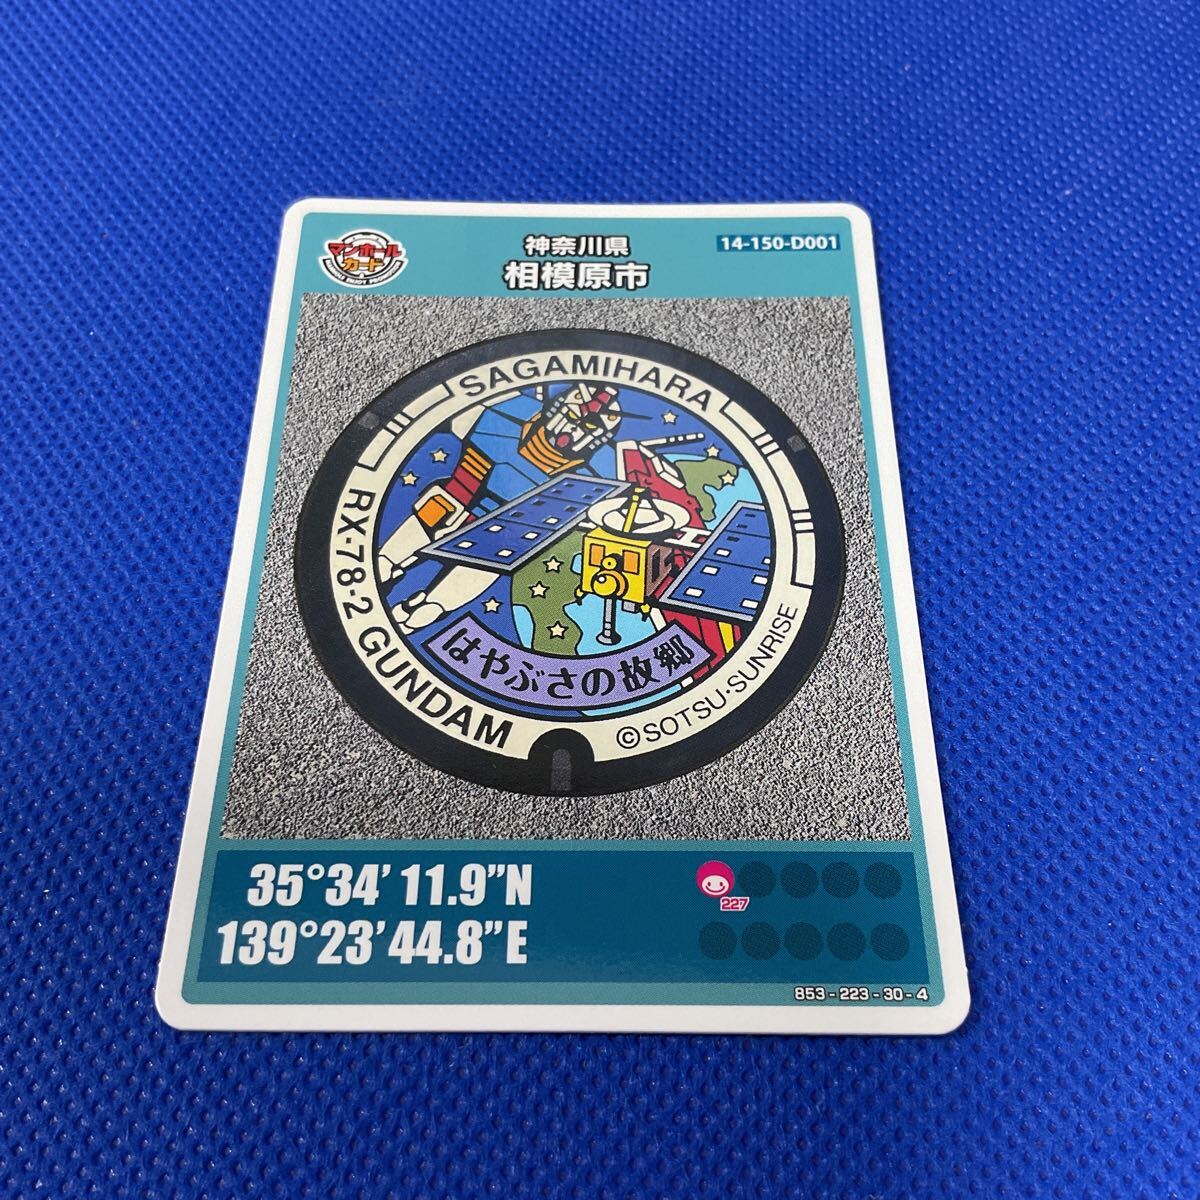 マンホール
カード
神奈川県
相模原市
14-150-D001
SAGAMIHARA
RX-78-2 GUNDAM
はやぶさの故郷
©SOTSU・SUNRISE
35°34'11.9"N
139°23'44.8"E
227
853-223-30-4